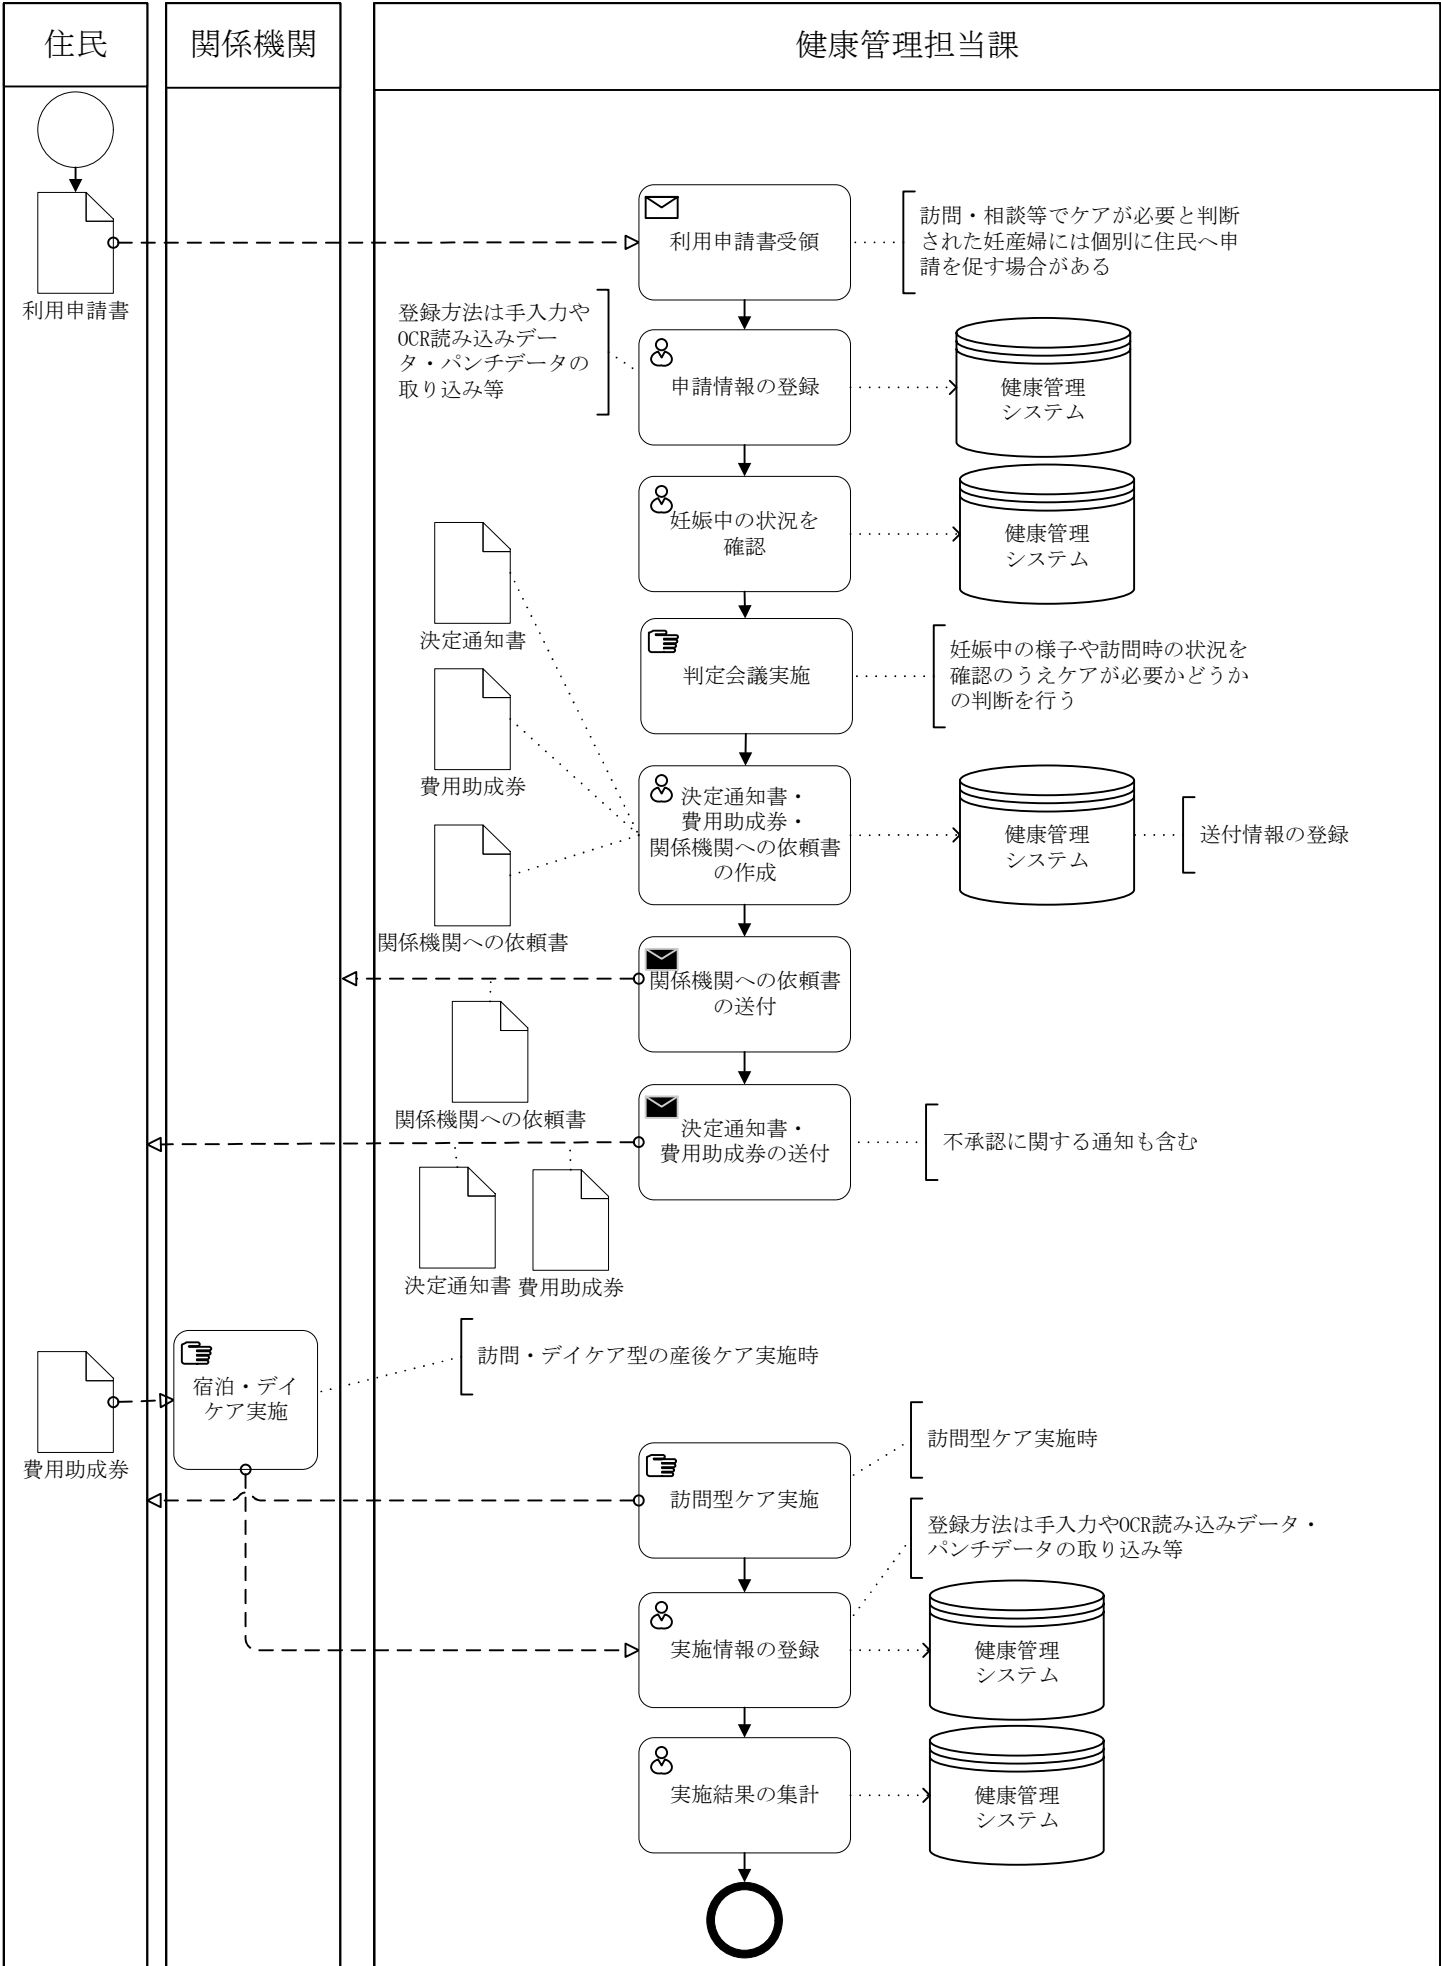 住民
関係機関
健康管理担当課
利用申請書
利用申請書受領
訪問・相談等でケアが必要と判断
された妊産婦には個別に住民へ申
請を促す場合がある
登録方法は手入力や
OCR読み込みデー
タ・パンチデータの
取り込み等
申請情報の登録
健康管理
システム
妊娠中の状況を
確認
健康管理
システム
決定通知書
判定会議実施
妊娠中の様子や訪問時の状況を
確認のうえケアが必要かどうか
の判断を行う
費用助成券
決定通知書・
費用助成券・
関係機関への依頼書
の作成
健康管理
システム
送付情報の登録
関係機関への依頼書
関係機関への依頼書
の送付
関係機関への依頼書
決定通知書・
費用助成券の送付
不承認に関する通知も含む
決定通知書
費用助成券
訪問・デイケア型の産後ケア実施時
宿泊・デイ
ケア実施
費用助成券
訪問型ケア実施時
訪問型ケア実施
登録方法は手入力やOCR読み込みデータ・
パンチデータの取り込み等
実施情報の登録
健康管理
システム
実施結果の集計
健康管理
システム